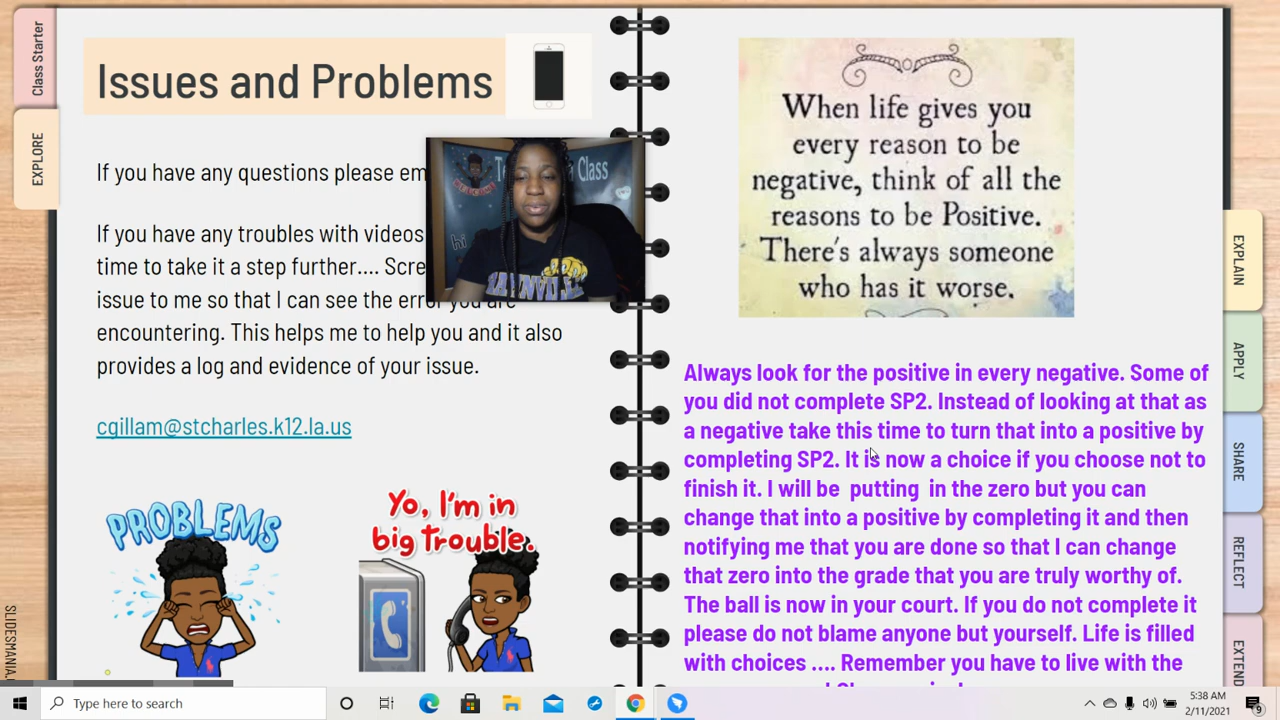 Class Starter
EXPLORE
Issues and Problems
If you have any questions please em
If you have any troubles with videos
time to take it a step further.... Scre
issue to me so that I can see the error you are
encountering. This helps me to help you and it also
provides a log and evidence of your issue.
cgillam@stcharles.k12.la.us
PROBLEMS
Yo, I'm in
big trouble.
Class
hi
When life gives you
every reason to be
negative, think of all the
reasons to be Positive.
There's always someone
who has it worse.
Always look for the positive in every negative. Some of
you did not complete SP2. Instead of looking at that as
a negative take this time to turn that into a positive by
completing SP2. It is now a choice if you choose not to
finish it. I will be  putting  in the zero but you can
change that into a positive by completing it and then
notifying me that you are done so that I can change
that zero into the grade that you are truly worthy of.
The ball is now in your court. If you do not complete it
please do not blame anyone but yourself. Life is filled
with choices .... Remember you have to live with the
EXPLAIN
APPLY
SHARE
REFLECT
EXTEND
SLIDESMANIA.
Type here to search
5:38 AM
2/11/2021
9